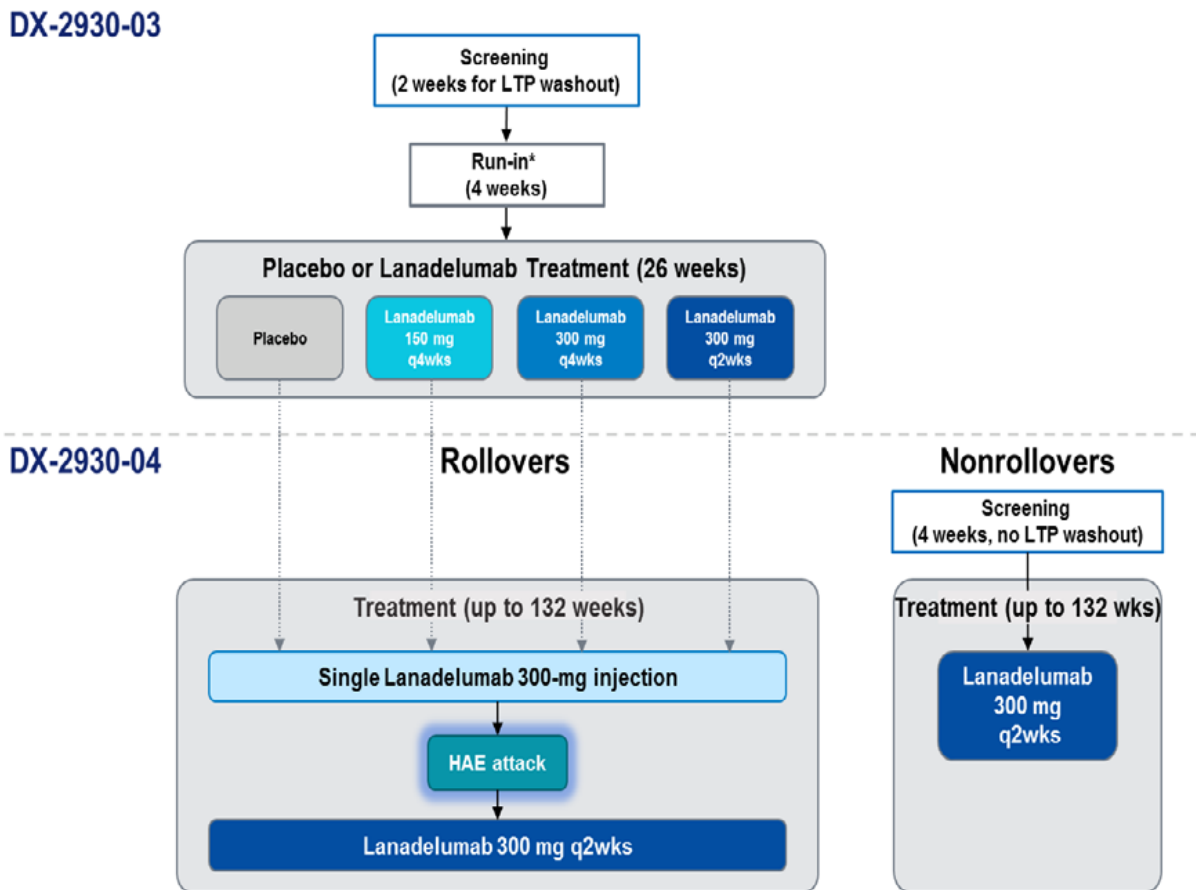 DX-2930-03
Screening
(2 weeks for LTP washout)
Run-in*
(4 weeks)
Placebo or Lanadelumab Treatment (26 weeks)
Placebo
Lanadelumab
150 mg
q4wks
Lanadelumab
300 mg
q4wks
Lanadelumab
300 mg
q2wks
DX-2930-04
Rollovers
Treatment (up to 132 weeks)
Single Lanadelumab 300-mg injection
HAE attack
Lanadelumab 300 mg q2wks
Nonrollovers
Screening
(4 weeks, no LTP washout)
Treatment (up to 132 wks)
Lanadelumab
300 mg
q2wks